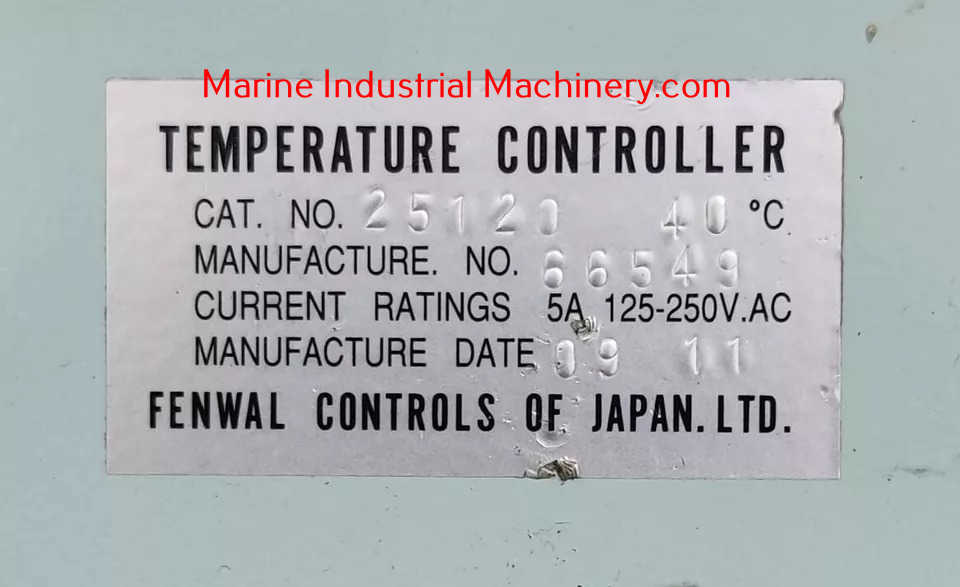 Marine Industrial Machinery.com
TEMPERATURE CONTROLLER
CAT. NO. 25120 40 °C
MANUFACTURE. NO. 66549
CURRENT RATINGS 5A 125-250V.AC
MANUFACTURE DATE 09 11
FENWAL CONTROLS OF JAPAN. LTD.